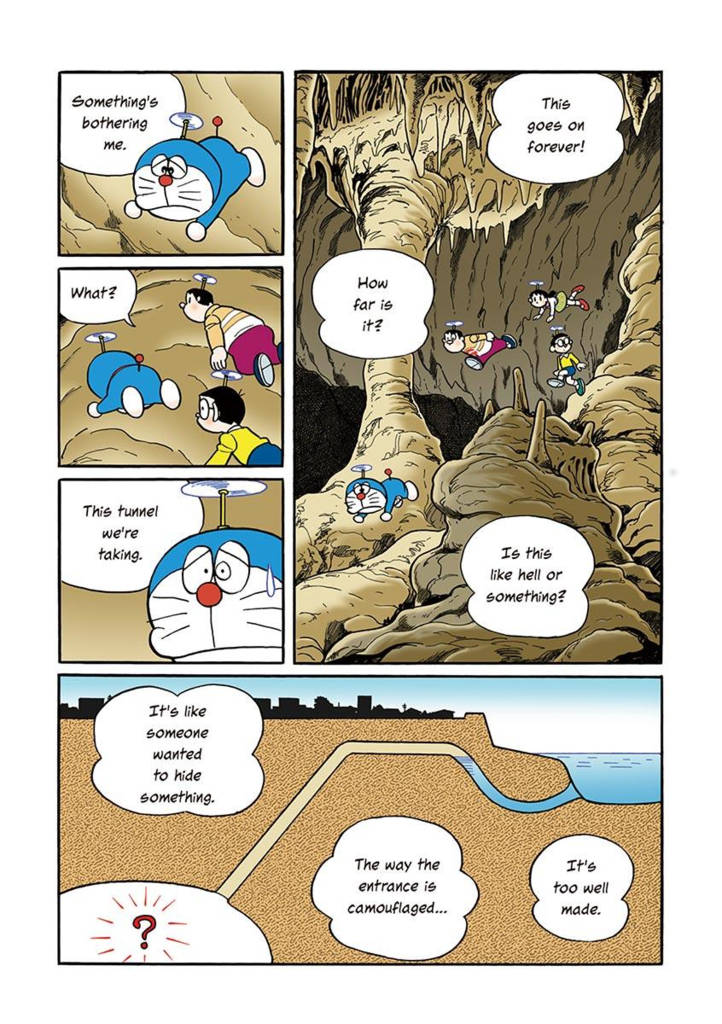 This
goes on
forever!
How
far is
it?
Is this
like hell or
something?
Something's
bothering
me.
What?
This tunnel
we're
taking.
It's
too well
made.
The way the
entrance is
camouflaged...
It's like
someone
wanted
to hide
something.
?